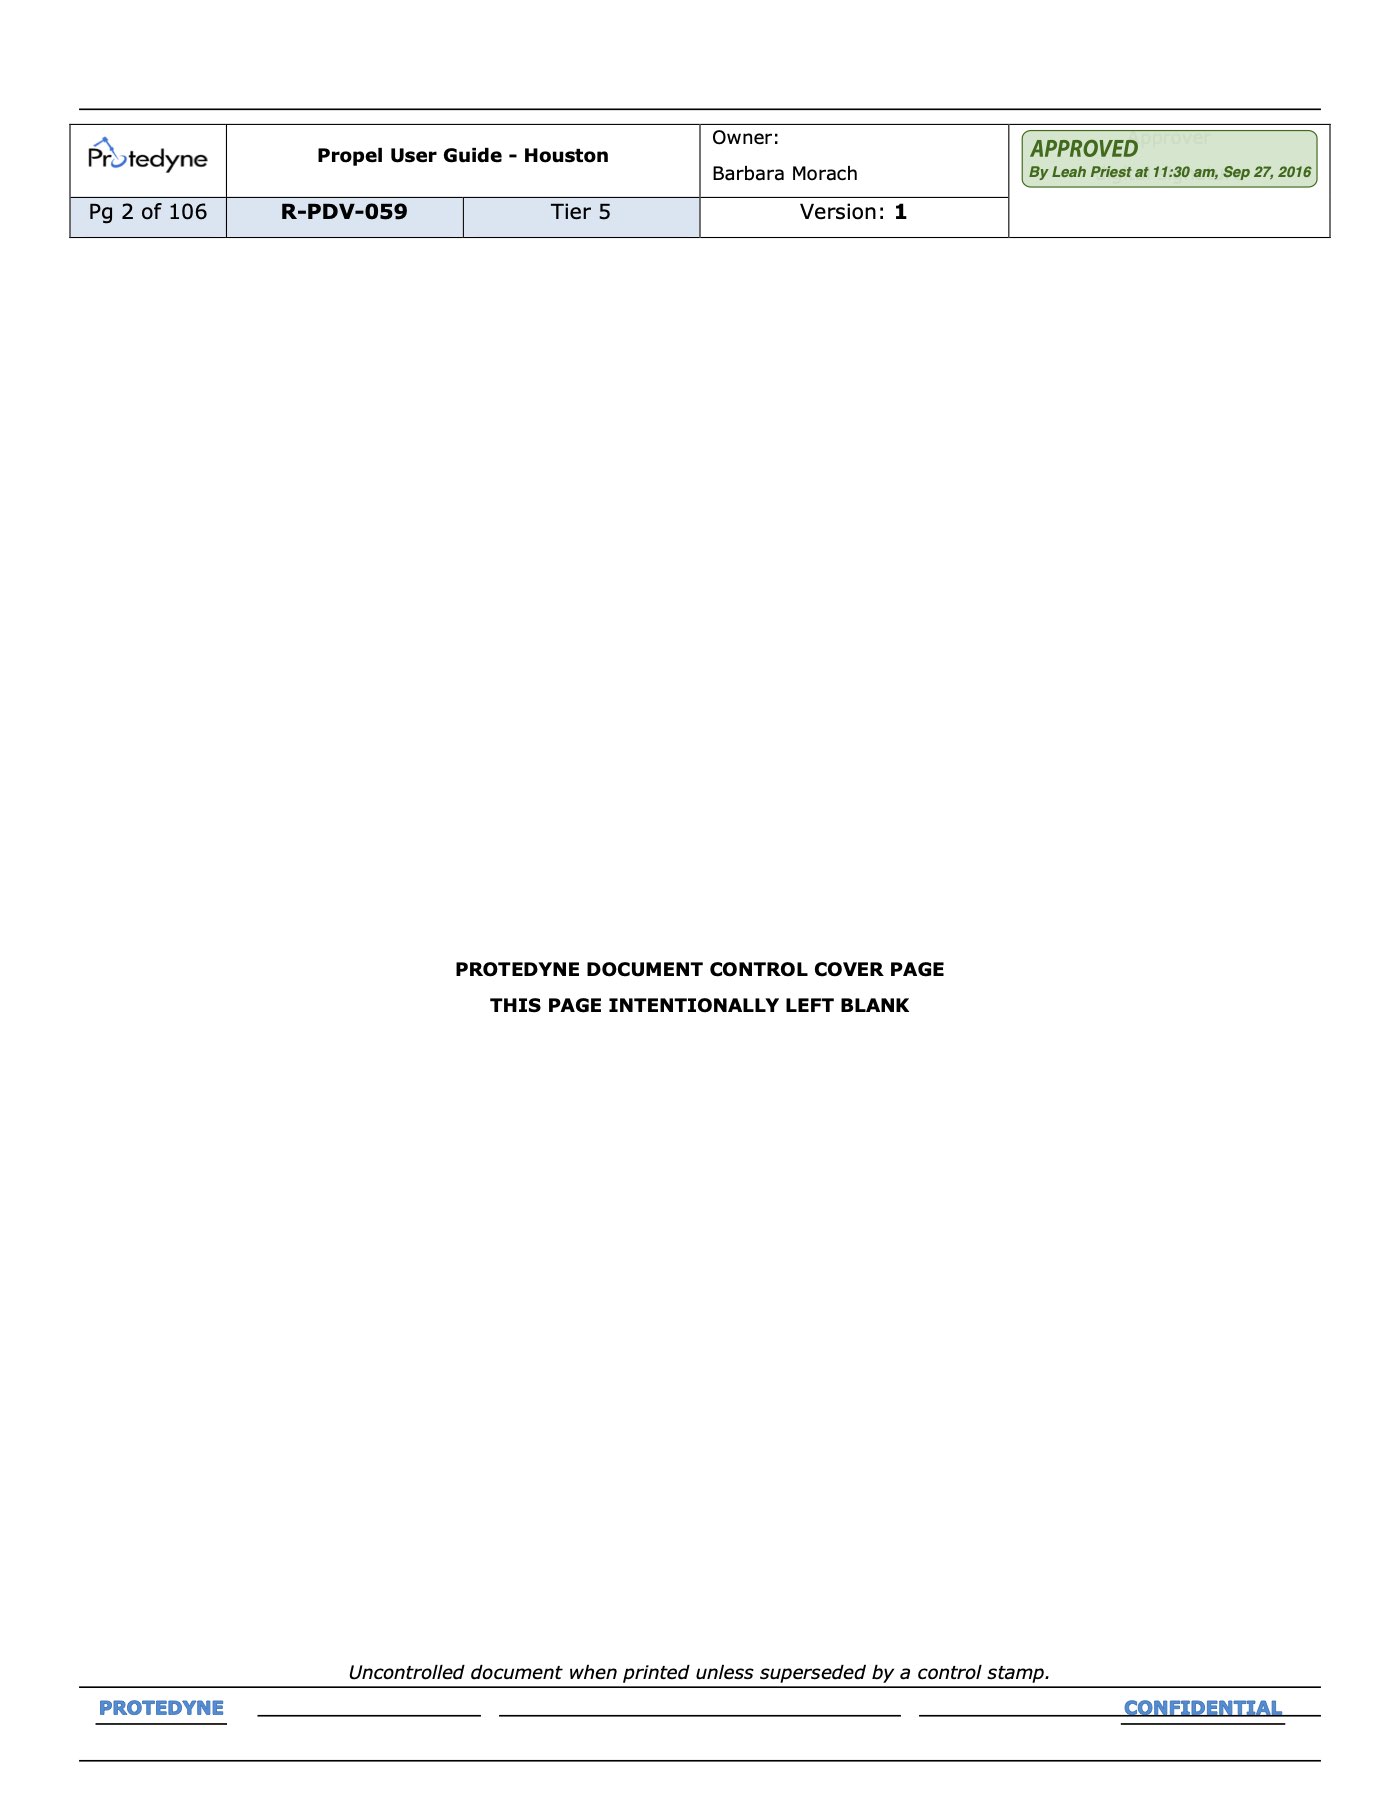 Protedyne
Propel User Guide - Houston
Owner:
Barbara Morach
Approver
APPROVED
By Leah Priest at 11:30 am, Sep 27, 2016
Pg 2 of 106
R-PDV-059
Tier 5
Version: 1
PROTEDYNE DOCUMENT CONTROL COVER PAGE
THIS PAGE INTENTIONALLY LEFT BLANK
Uncontrolled document when printed unless superseded by a control stamp.
PROTEDYNE
CONFIDENTIAL